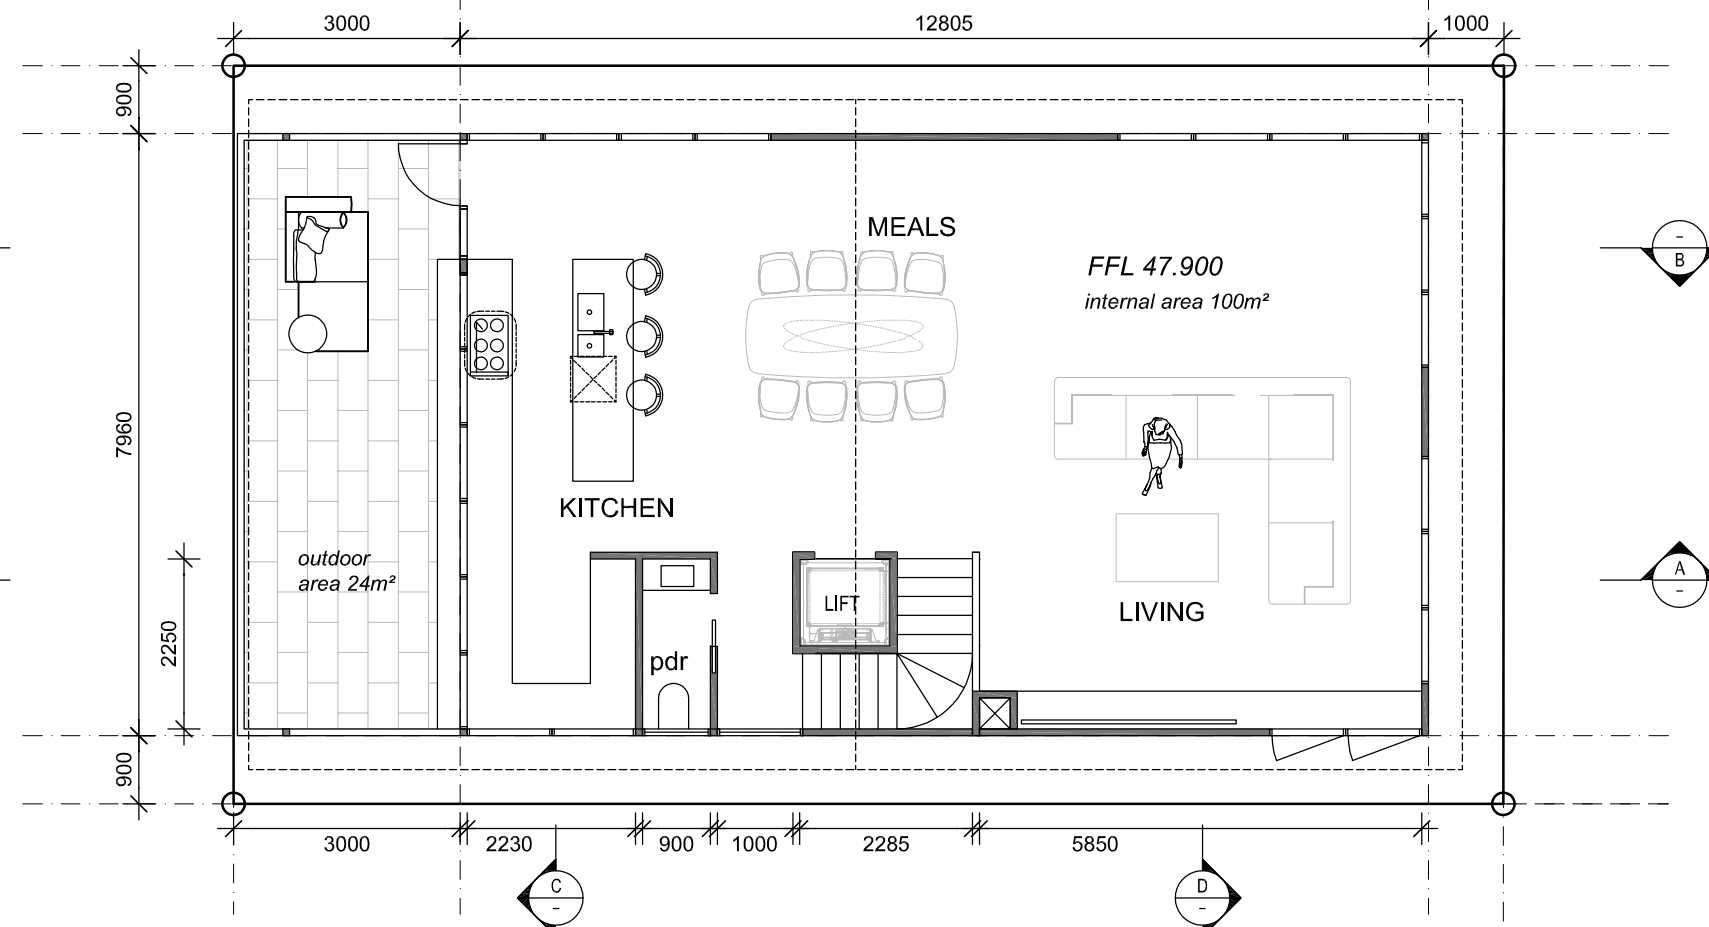 3000
12805
1000
900
MEALS
FFL 47.900
internal area 100m²
–
B
7960
KITCHEN
outdoor
area 24m²
LIFT
LIVING
A
–
2250
pdr
900
3000
2230
900
1000
2285
5850
C
–
D
–